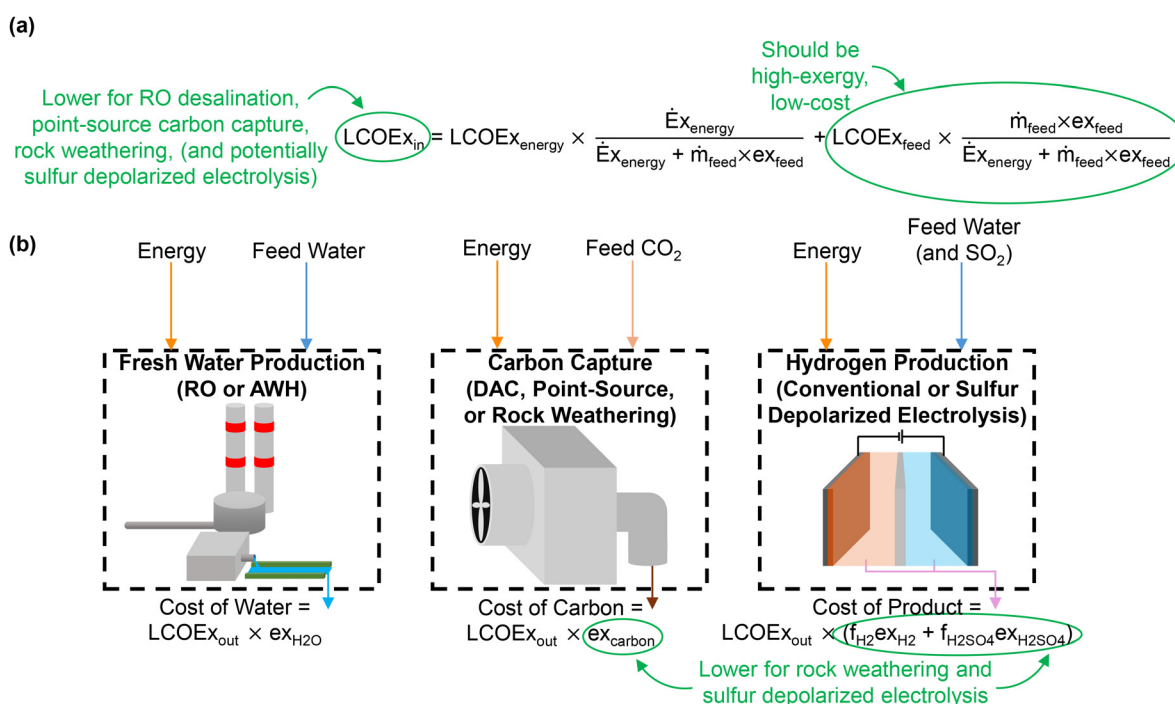 (a)
Should be
high-exergy,
low-cost
Lower for RO desalination,
point-source carbon capture,
rock weathering, (and potentially
sulfur depolarized electrolysis)
LCOEx_in = LCOEx_energy × Ėx_energy / (Ėx_energy + ṁ_feed×ex_feed) + LCOEx_feed × ṁ_feed×ex_feed / (Ėx_energy + ṁ_feed×ex_feed)
(b)
Energy
Feed Water
Energy
Feed CO₂
Energy
Feed Water
(and SO₂)
Fresh Water Production
(RO or AWH)
Carbon Capture
(DAC, Point-Source,
or Rock Weathering)
Hydrogen Production
(Conventional or Sulfur
Depolarized Electrolysis)
Cost of Water =
LCOEx_out × ex_H2O
Cost of Carbon =
LCOEx_out × ex_carbon
Cost of Product =
LCOEx_out × (f_H2 ex_H2 + f_H2SO4 ex_H2SO4)
Lower for rock weathering and
sulfur depolarized electrolysis